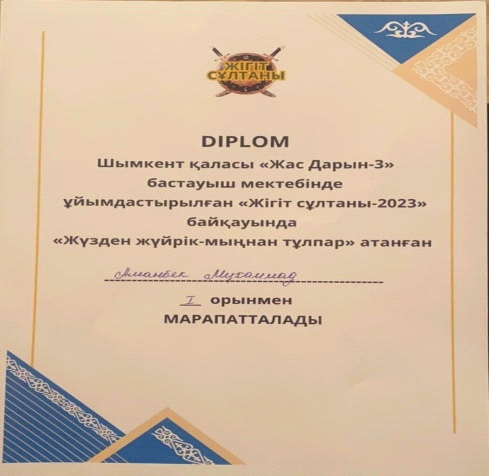 ЖІГІТ
СҰЛТАНЫ
DIPLOM
Шымкент қаласы «Жас Дарын-3»
бастауыш мектебінде
ұйымдастырылған «Жігіт сұлтаны-2023»
байқауында
«Жүзден жүйрік-мыңнан тұлпар» атанған
Аманбек Мухаммад
I орынмен
МАРАПАТТАЛАДЫ